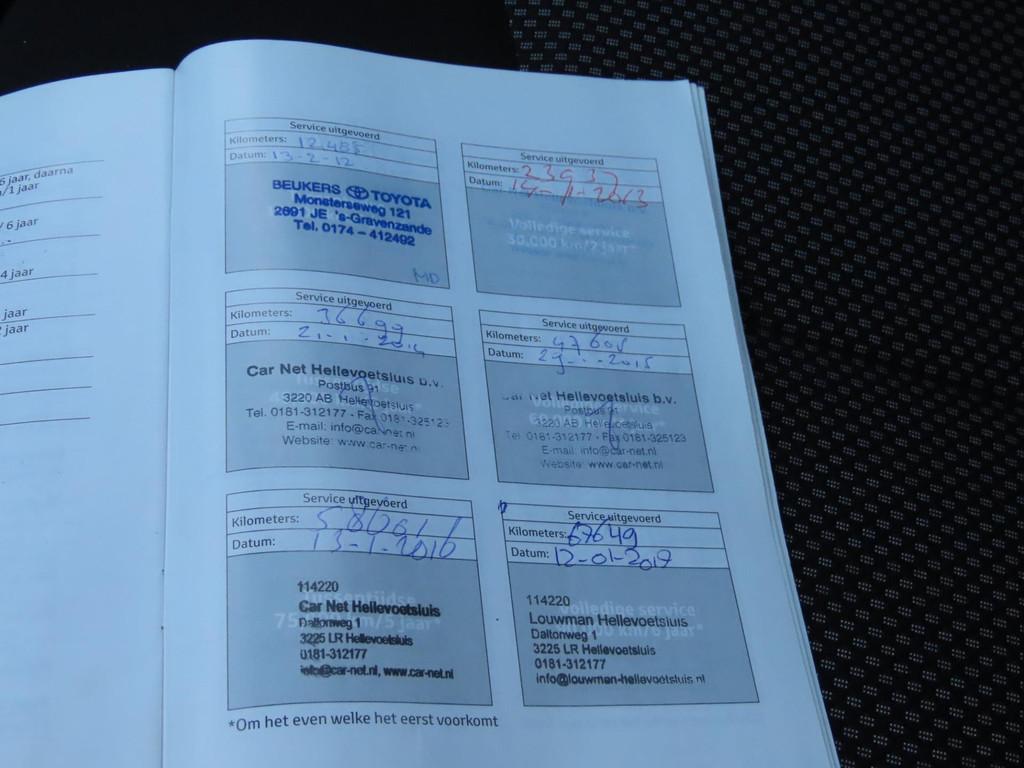 5 jaar, daarna
/1 jaar
/ 6 jaar
4 jaar
jaar
jaar
Service uitgevoerd
Kilometers: 12.488
Datum: 13-2-12
BEUKERS TOYOTA
Monsterseweg 121
2691 JE 's-Gravenzande
Tel. 0174 - 412492
MD
Service uitgevoerd
Kilometers: 23937
Datum: 14-1-2013
Volledige service
30.000 km/2 jaar*
Service uitgevoerd
Kilometers: 36699
Datum: 21-1-2014
Car Net Hellevoetsluis b.v.
Postbus 91
3220 AB Hellevoetsluis
Tel. 0181-312177 - Fax 0181-325123
E-mail: info@car-net.nl
Website: www.car-net.nl
Service uitgevoerd
Kilometers: 47608
Datum: 29-1-2015
Car Net Hellevoetsluis b.v.
Postbus 91
3220 AB Hellevoetsluis
Tel. 0181-312177 - Fax 0181-325123
E-mail: info@car-net.nl
Website: www.car-net.nl
Service uitgevoerd
Kilometers:
Datum: 13-1-2016
114220
Car Net Hellevoetsluis
Daltonweg 1
3225 LR Hellevoetsluis
0181-312177
info@car-net.nl, www.car-net.nl
Service uitgevoerd
Kilometers: 67649
Datum: 12-01-2017
114220
Louwman Hellevoetsluis
Daltonweg 1
3225 LR Hellevoetsluis
0181-312177
info@louwman-hellevoetsluis.nl
*Om het even welke het eerst voorkomt